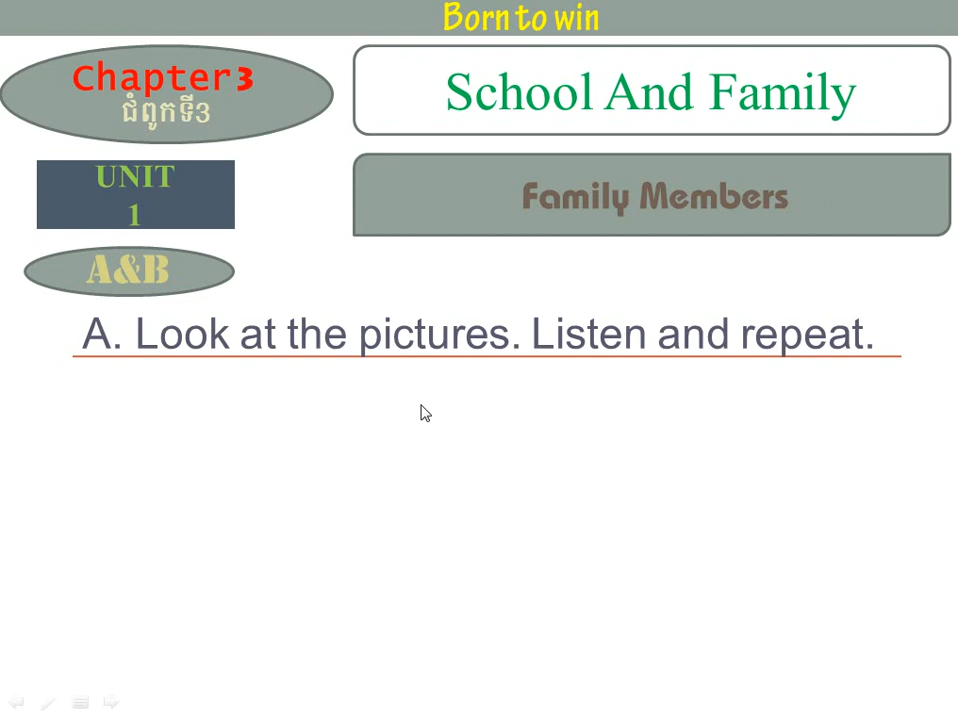 Born to win
Chapter3
ជំពូកទី3
School And Family
UNIT
1
Family Members
A&B
A. Look at the pictures. Listen and repeat.